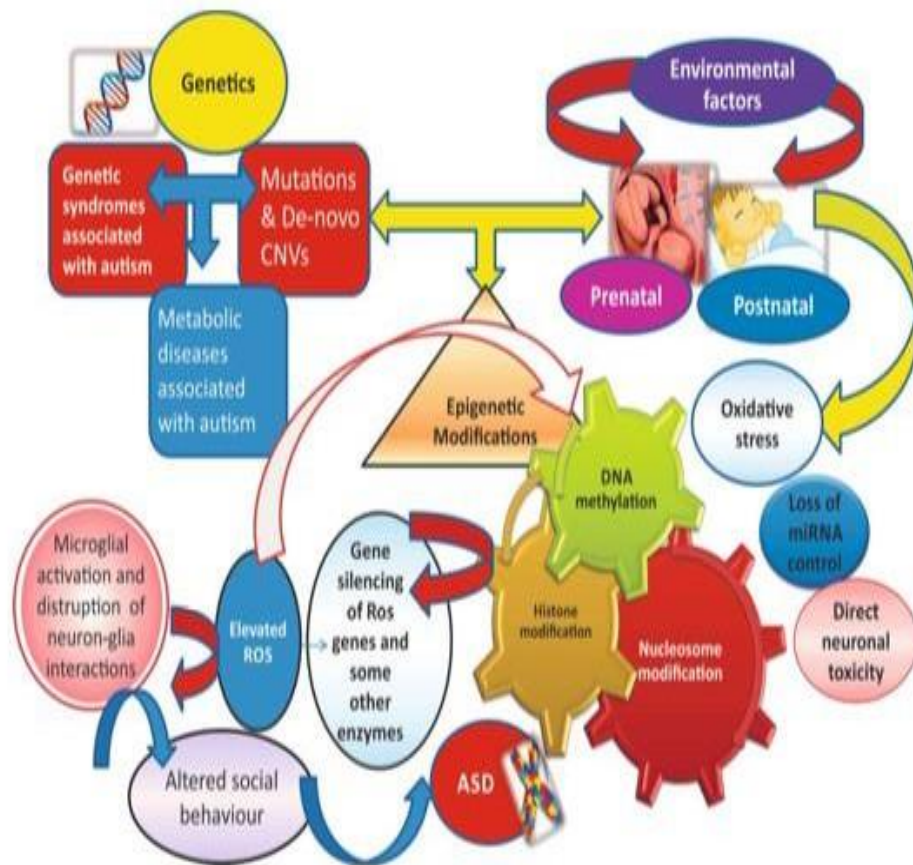 Genetics
Environmental
factors
Genetic
syndromes
associated
with autism
Mutations
& De-novo
CNVs
Prenatal
Postnatal
Metabolic
diseases
associated
with autism
Epigenetic
Modifications
Oxidative
stress
DNA
methylation
Loss of
miRNA
control
Microglial
activation and
distruption of
neuron-glia
interactions
Elevated
ROS
Gene
silencing
of Ros
genes and
some
other
enzymes
Histone
modification
Nucleosome
modification
Direct
neuronal
toxicity
Altered social
behaviour
ASD